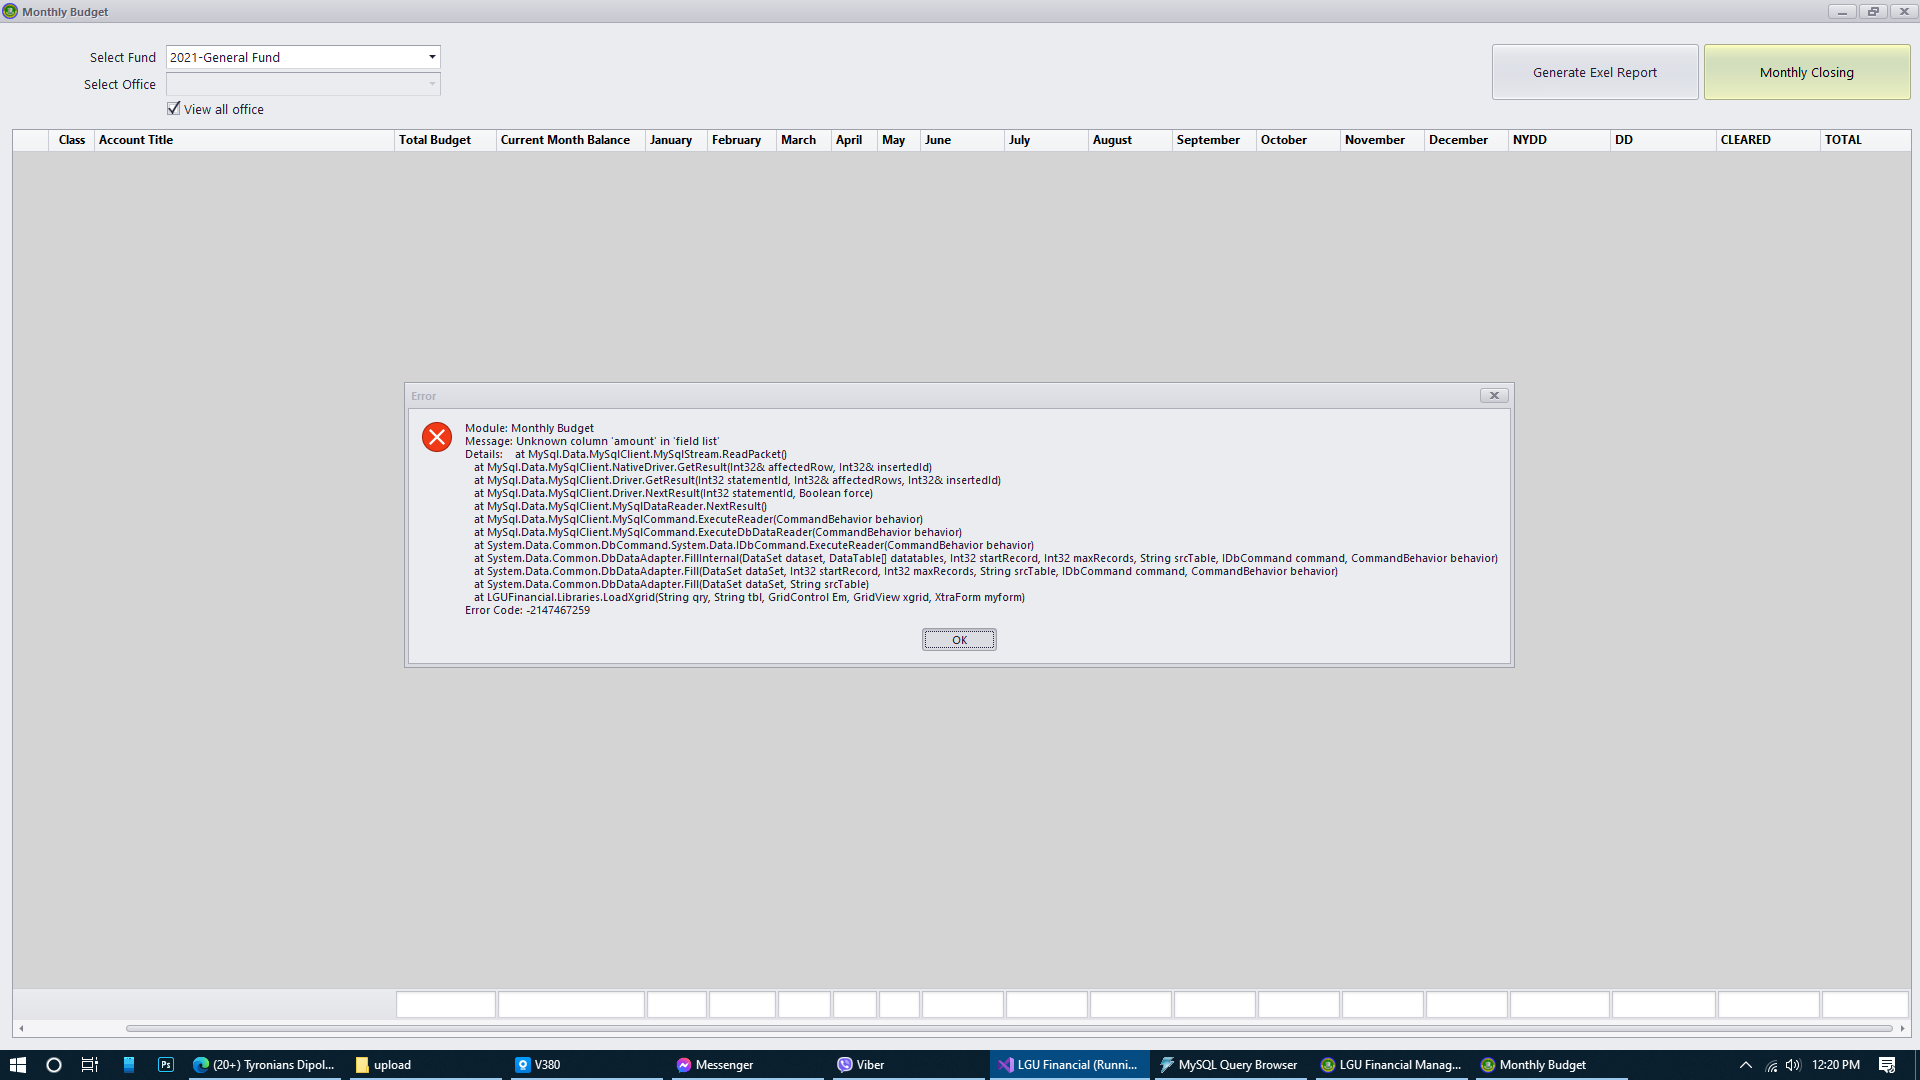 Monthly Budget
Select Fund 2021-General Fund
Select Office
View all office
Generate Exel Report
Monthly Closing
Class Account Title Total Budget Current Month Balance January February March April May June July August September October November December NYDD DD CLEARED TOTAL
Error
Module: Monthly Budget
Message: Unknown column 'amount' in 'field list'
Details: at MySql.Data.MySqlClient.MySqlStream.ReadPacket()
at MySql.Data.MySqlClient.NativeDriver.GetResult(Int32& affectedRow, Int32& insertedId)
at MySql.Data.MySqlClient.Driver.GetResult(Int32 statementId, Int32& affectedRows, Int32& insertedId)
at MySql.Data.MySqlClient.Driver.NextResult(Int32 statementId, Boolean force)
at MySql.Data.MySqlClient.MySqlDataReader.NextResult()
at MySql.Data.MySqlClient.MySqlCommand.ExecuteReader(CommandBehavior behavior)
at MySql.Data.MySqlClient.MySqlCommand.ExecuteDbDataReader(CommandBehavior behavior)
at System.Data.Common.DbCommand.System.Data.IDbCommand.ExecuteReader(CommandBehavior behavior)
at System.Data.Common.DbDataAdapter.FillInternal(DataSet dataset, DataTable[] datatables, Int32 startRecord, Int32 maxRecords, String srcTable, IDbCommand command, CommandBehavior behavior)
at System.Data.Common.DbDataAdapter.Fill(DataSet dataSet, Int32 startRecord, Int32 maxRecords, String srcTable, IDbCommand command, CommandBehavior behavior)
at System.Data.Common.DbDataAdapter.Fill(DataSet dataSet, String srcTable)
at LGUFinancial.Libraries.LoadXgrid(String qry, String tbl, GridControl Em, GridView xgrid, XtraForm myform)
Error Code: -2147467259
OK
Ps (20+) Tyronians Dipol... upload V380 Messenger Viber LGU Financial (Runni... MySQL Query Browser LGU Financial Manag... Monthly Budget 12:20 PM